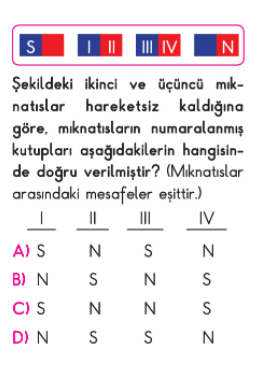 S I II III IV N
Şekildeki ikinci ve üçüncü mık-
natıslar hareketsiz kaldığına
göre, mıknatısların numaralanmış
kutupları aşağıdakilerin hangisin-
de doğru verilmiştir? (Mıknatıslar
arasındaki mesafeler eşittir.)
I II III IV
A) S N S N
B) N S N S
C) S N N S
D) N S S N